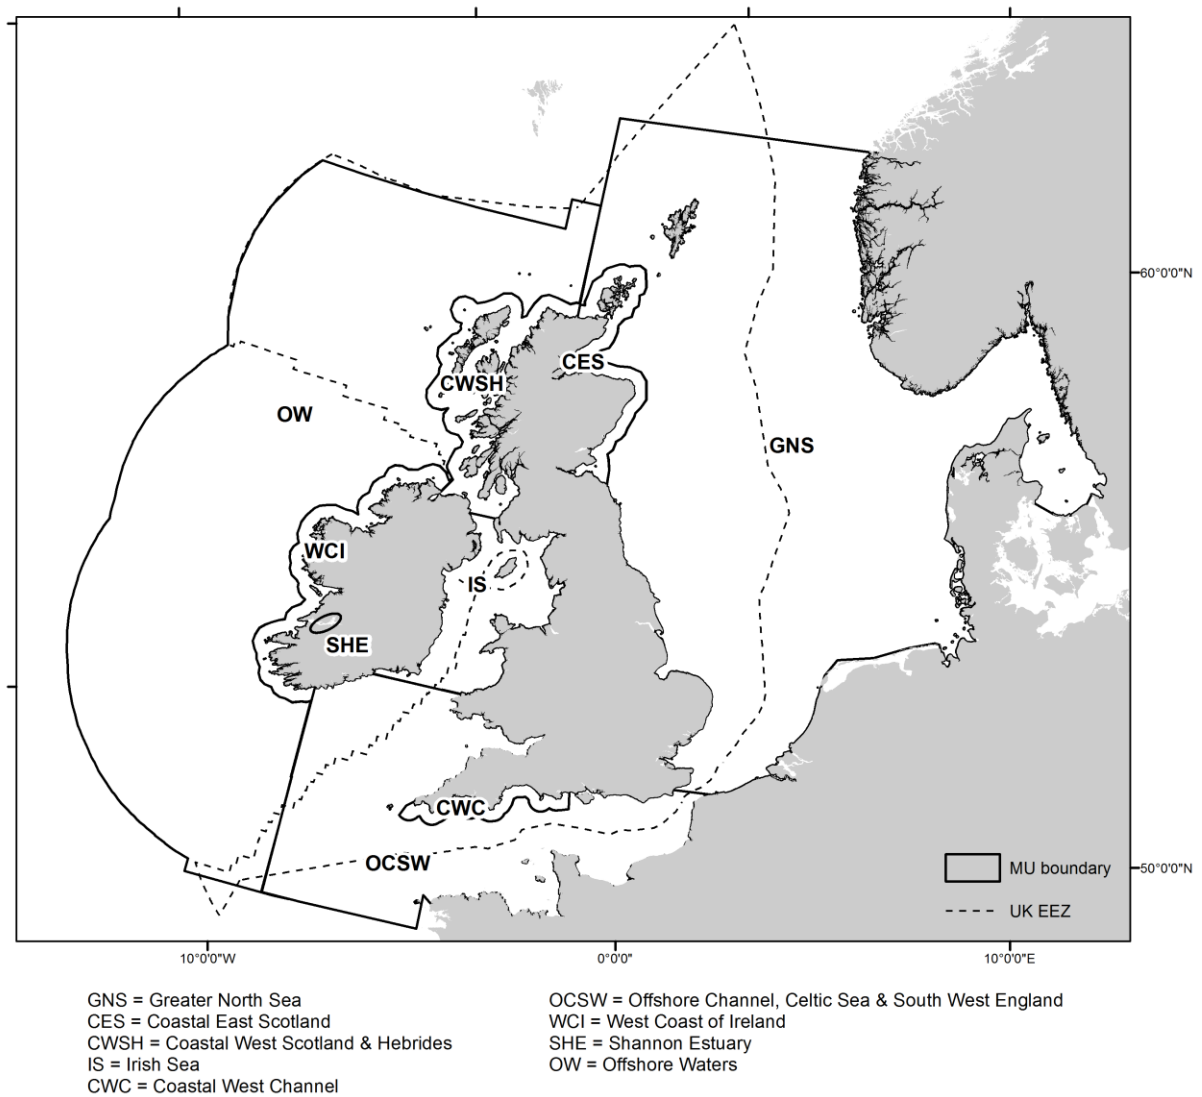 60°0'0"N
CES
CWSH
OW
GNS
WCI
IS
SHE
CWC
OCSW
MU boundary
50°0'0"N
UK EEZ
10°0'0"W
0°0'0"
10°0'0"E
GNS = Greater North Sea
CES = Coastal East Scotland
CWSH = Coastal West Scotland & Hebrides
IS = Irish Sea
CWC = Coastal West Channel
OCSW = Offshore Channel, Celtic Sea & South West England
WCI = West Coast of Ireland
SHE = Shannon Estuary
OW = Offshore Waters